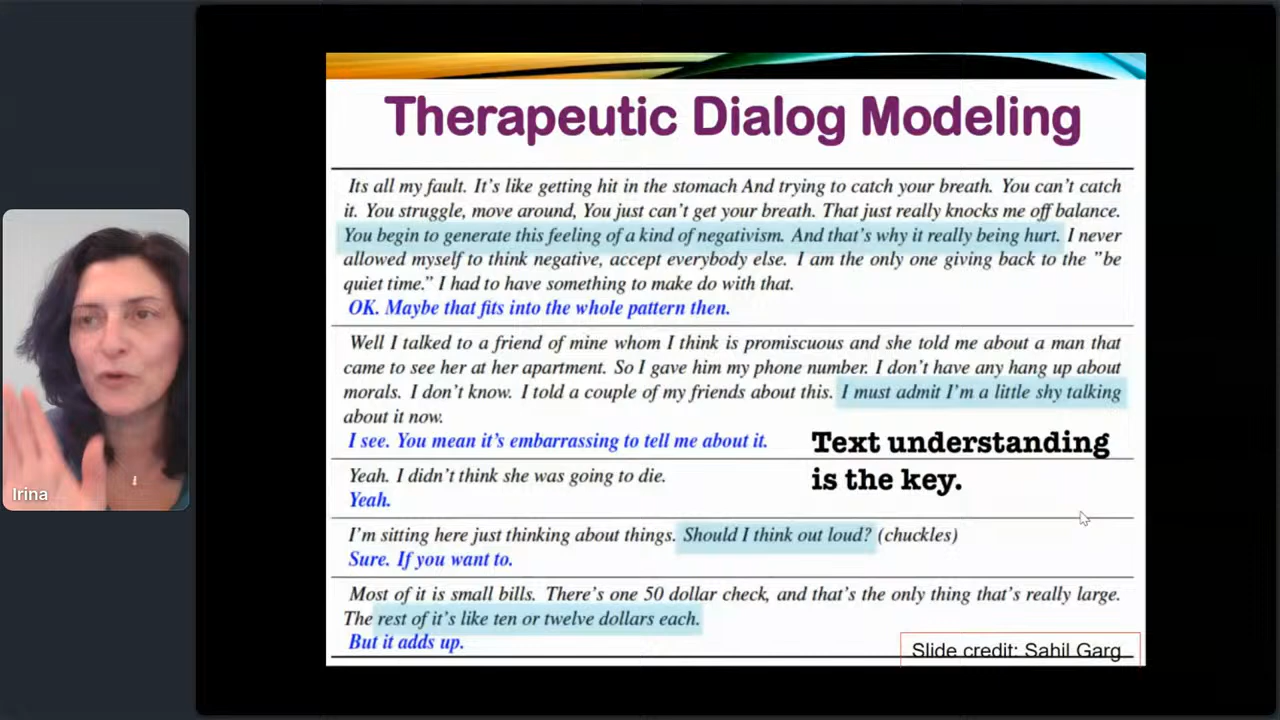 Therapeutic Dialog Modeling
Its all my fault. It's like getting hit in the stomach And trying to catch your breath. You can't catch
it. You struggle, move around, You just can't get your breath. That just really knocks me off balance.
You begin to generate this feeling of a kind of negativism. And that's why it really being hurt. I never
allowed myself to think negative, accept everybody else. I am the only one giving back to the "be
quiet time." I had to have something to make do with that.
OK. Maybe that fits into the whole pattern then.
Well I talked to a friend of mine whom I think is promiscuous and she told me about a man that
came to see her at her apartment. So I gave him my phone number. I don't have any hang up about
morals. I don't know. I told a couple of my friends about this. I must admit I'm a little shy talking
about it now.
I see. You mean it's embarrassing to tell me about it.
Text understanding
is the key.
Yeah. I didn't think she was going to die.
Yeah.
I'm sitting here just thinking about things. Should I think out loud? (chuckles)
Sure. If you want to.
Most of it is small bills. There's one 50 dollar check, and that's the only thing that's really large.
The rest of it's like ten or twelve dollars each.
But it adds up.
Slide credit: Sahil Garg
Irina